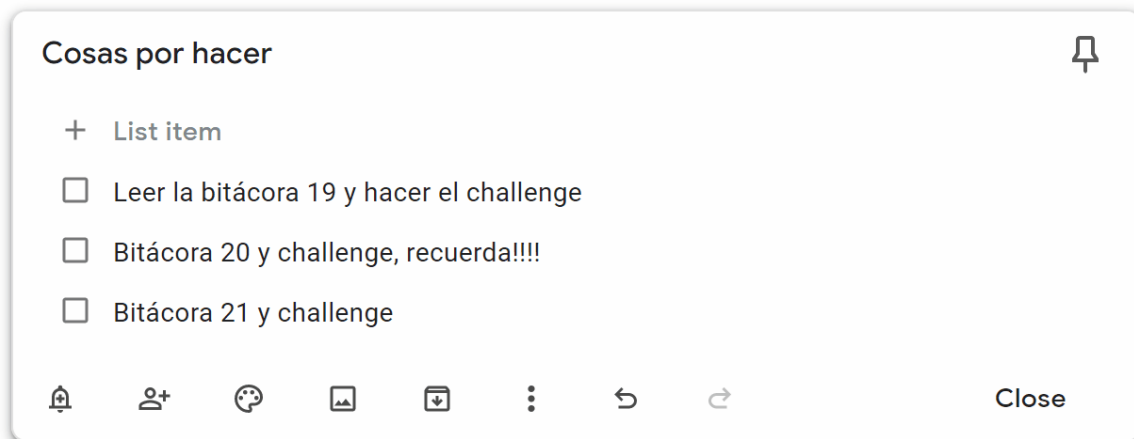 Cosas por hacer
List item
Leer la bitácora 19 y hacer el challenge
Bitácora 20 y challenge, recuerda!!!!
Bitácora 21 y challenge
Close